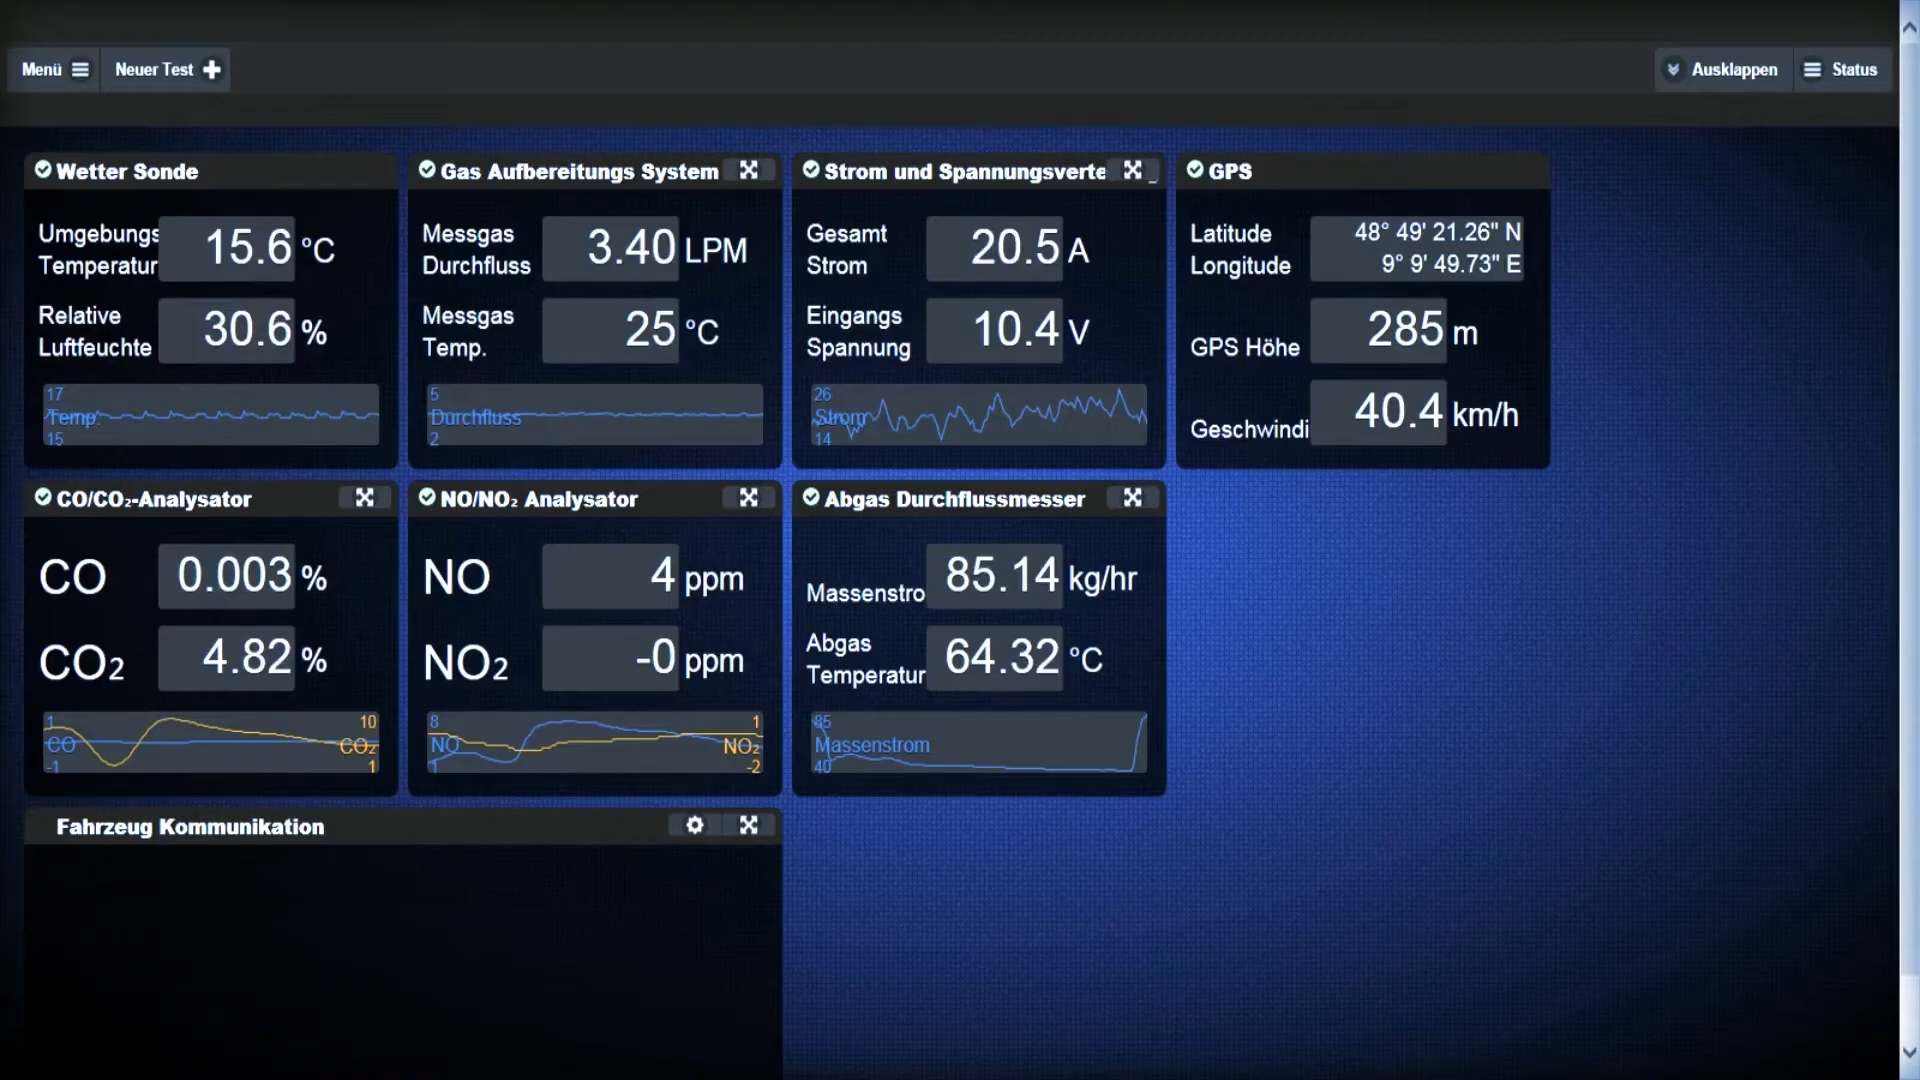 Menü
Neuer Test
Ausklappen
Status
Wetter Sonde
Umgebungs 15.6 °C
Temperatur
Relative 30.6 %
Luftfeuchte
17
Temp.
15
Gas Aufbereitungs System
Messgas 3.40 LPM
Durchfluss
Messgas 25 °C
Temp.
5
Durchfluss
2
Strom und Spannungsverte
Gesamt 20.5 A
Strom
Eingangs 10.4 V
Spannung
26
Strom
14
GPS
Latitude 48° 49' 21.26" N
Longitude 9° 9' 49.73" E
GPS Höhe 285 m
Geschwindi 40.4 km/h
CO/CO₂-Analysator
CO 0.003 %
CO₂ 4.82 %
1 10
CO CO₂
-1 1
NO/NO₂ Analysator
NO 4 ppm
NO₂ -0 ppm
8 1
NO NO₂
1 -2
Abgas Durchflussmesser
Massenstro 85.14 kg/hr
Abgas 64.32 °C
Temperatur
85
Massenstrom
40
Fahrzeug Kommunikation